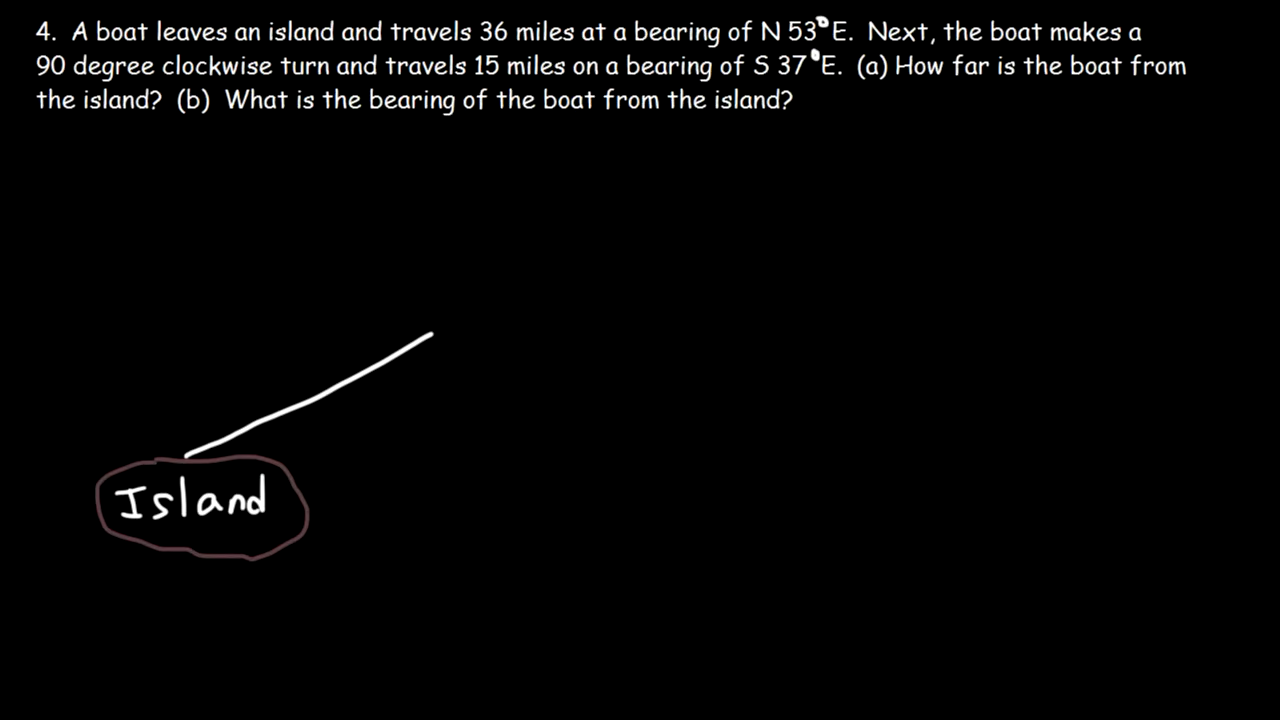 4. A boat leaves an island and travels 36 miles at a bearing of N 53°E. Next, the boat makes a
90 degree clockwise turn and travels 15 miles on a bearing of S 37°E. (a) How far is the boat from
the island? (b) What is the bearing of the boat from the island?
Island